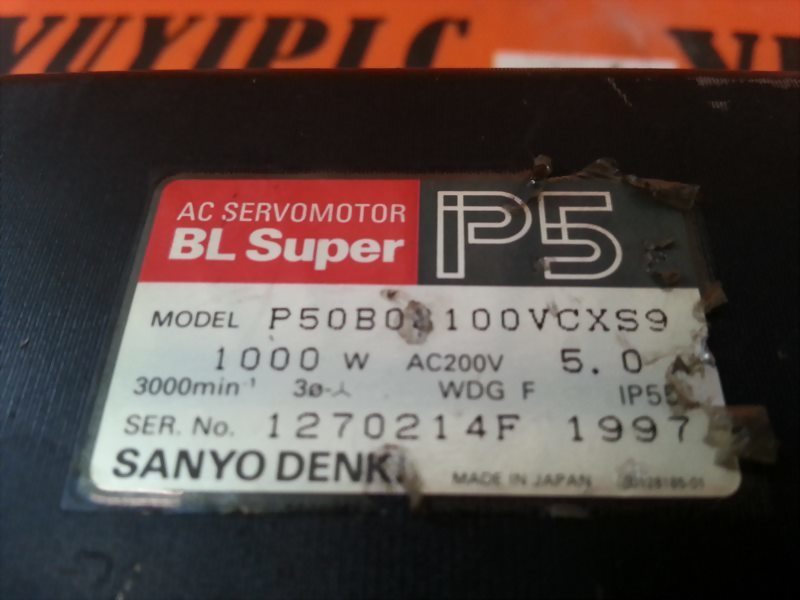 YUYIPLC
AC SERVOMOTOR
BL Super P5
MODEL P50B08100VCXS9
1000 W AC200V 5.0 A
3000min⁻¹ 3ø-⅄ WDG F IP55
SER. No. 1270214F 1997
SANYO DENKI
MADE IN JAPAN